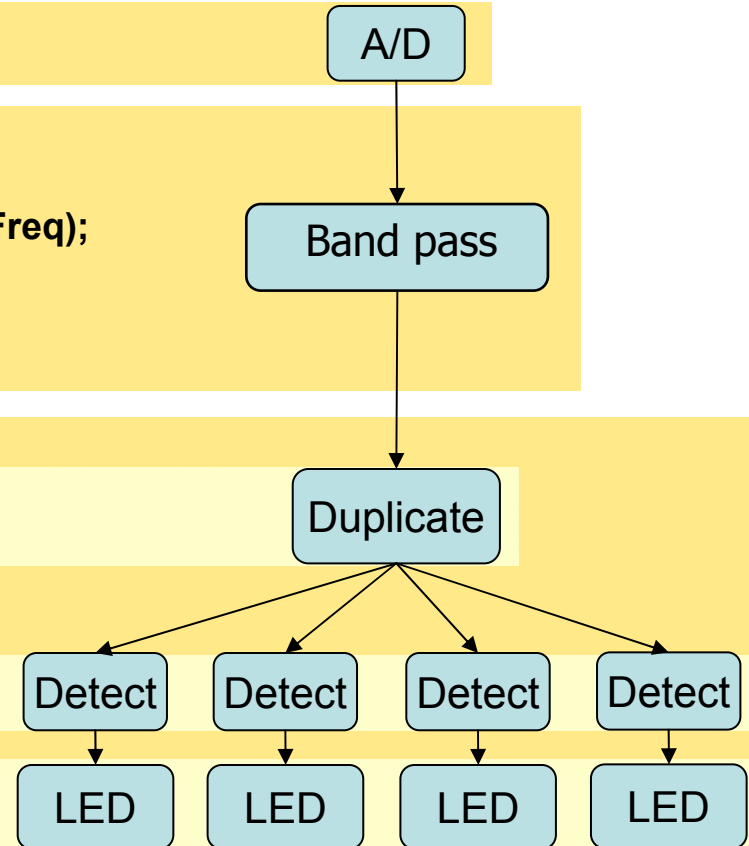 A/D
Freq);
Band pass
Duplicate
Detect Detect Detect Detect
LED LED LED LED